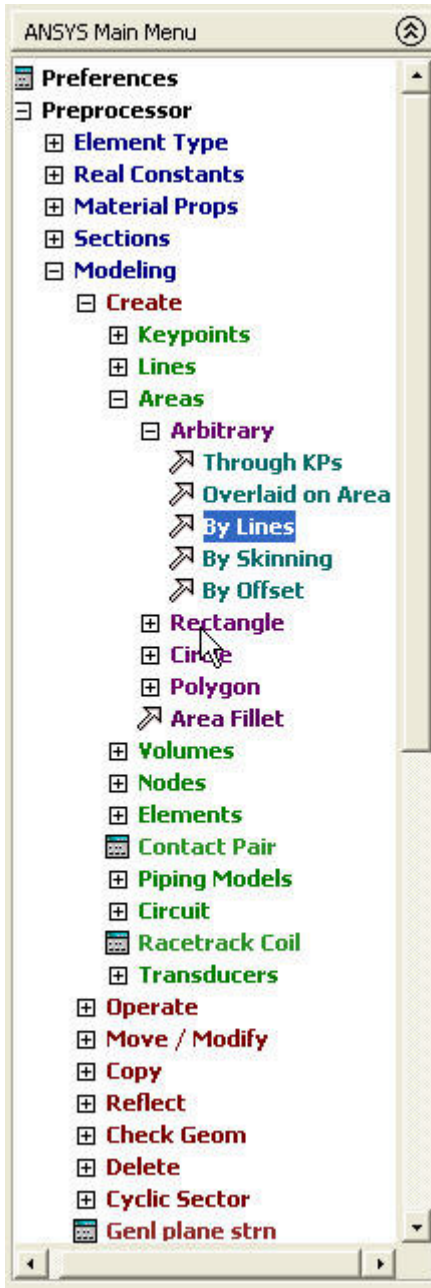 ANSYS Main Menu
Preferences
Preprocessor
Element Type
Real Constants
Material Props
Sections
Modeling
Create
Keypoints
Lines
Areas
Arbitrary
Through KPs
Overlaid on Area
By Lines
By Skinning
By Offset
Rectangle
Circle
Polygon
Area Fillet
Volumes
Nodes
Elements
Contact Pair
Piping Models
Circuit
Racetrack Coil
Transducers
Operate
Move / Modify
Copy
Reflect
Check Geom
Delete
Cyclic Sector
Genl plane strn